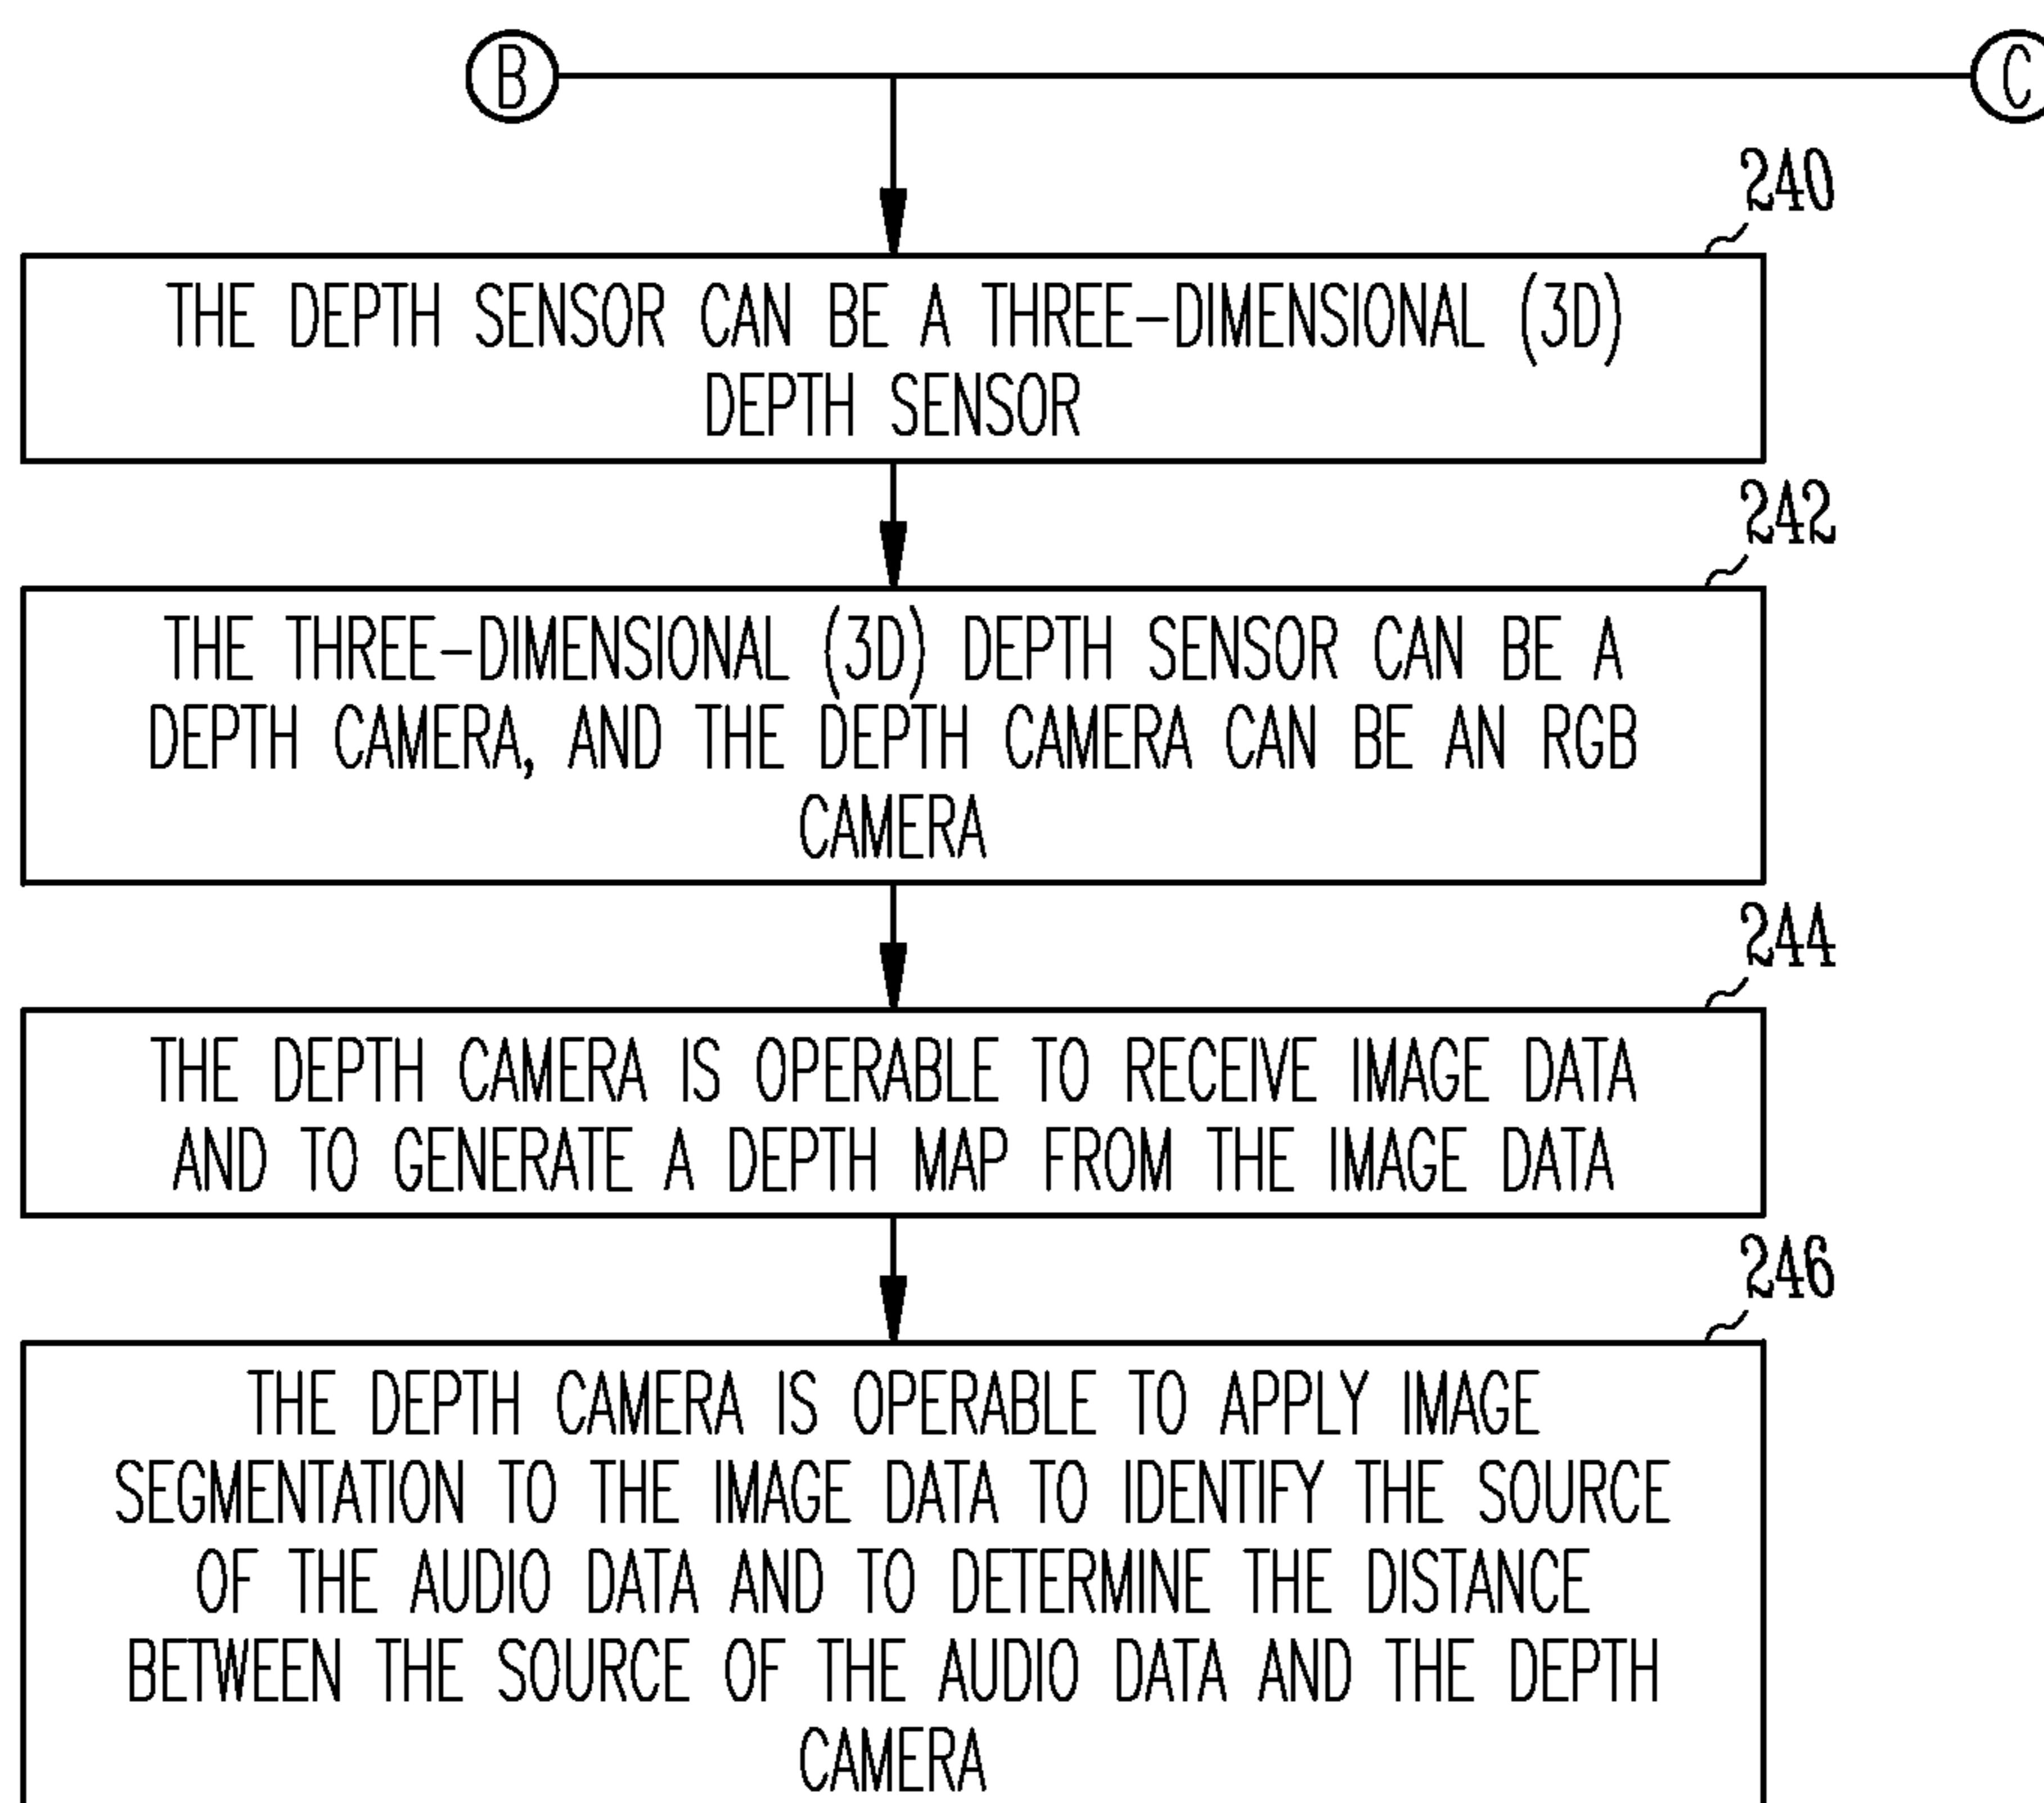 B
C
240
THE DEPTH SENSOR CAN BE A THREE-DIMENSIONAL (3D)
DEPTH SENSOR
242
THE THREE-DIMENSIONAL (3D) DEPTH SENSOR CAN BE A
DEPTH CAMERA, AND THE DEPTH CAMERA CAN BE AN RGB
CAMERA
244
THE DEPTH CAMERA IS OPERABLE TO RECEIVE IMAGE DATA
AND TO GENERATE A DEPTH MAP FROM THE IMAGE DATA
246
THE DEPTH CAMERA IS OPERABLE TO APPLY IMAGE
SEGMENTATION TO THE IMAGE DATA TO IDENTIFY THE SOURCE
OF THE AUDIO DATA AND TO DETERMINE THE DISTANCE
BETWEEN THE SOURCE OF THE AUDIO DATA AND THE DEPTH
CAMERA